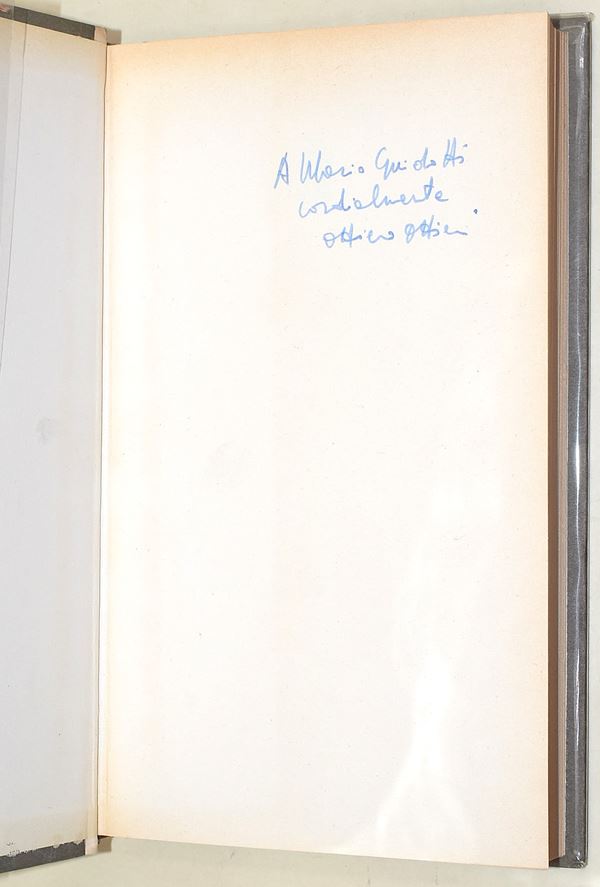 A Mario Guidotti
cordialmente
ottiero ottieri